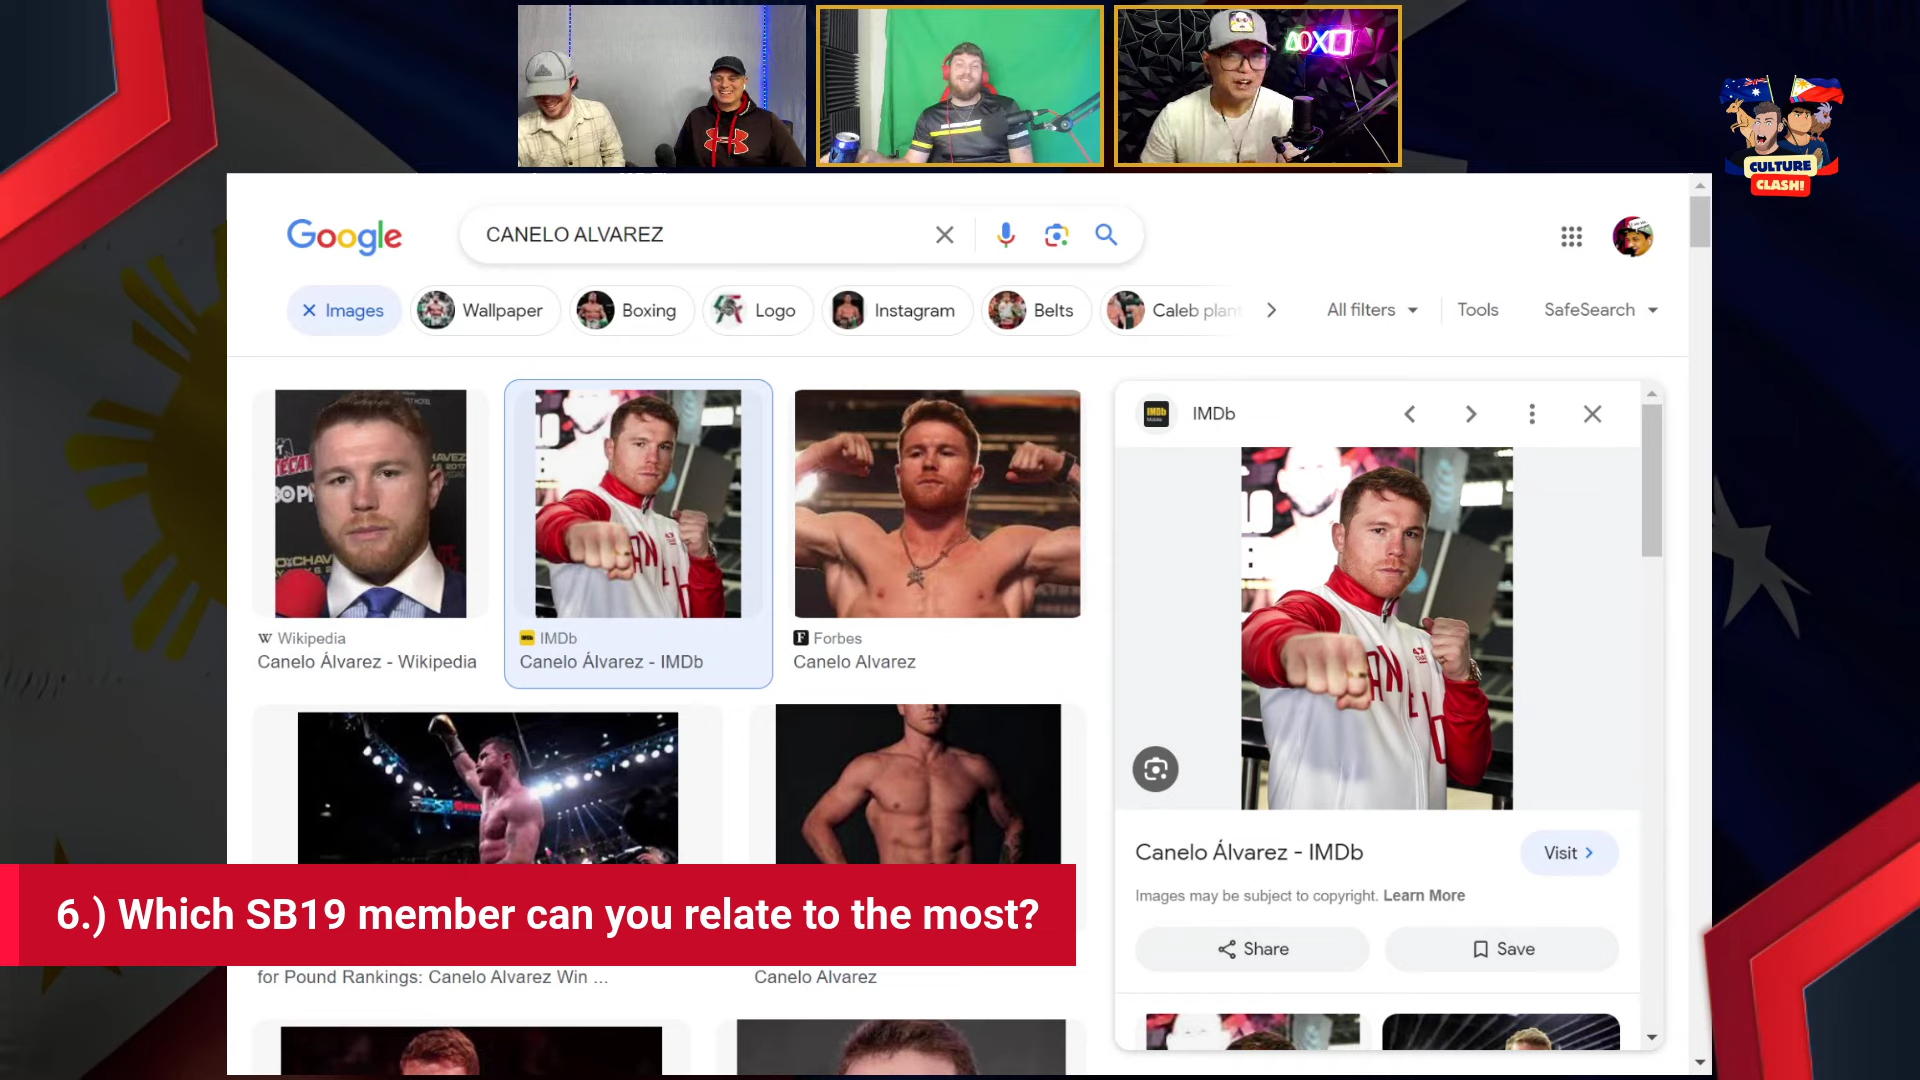 CULTURE
CLASH!
Google
CANELO ALVAREZ
Images
Wallpaper
Boxing
Logo
Instagram
Belts
Caleb plant
All filters
Tools
SafeSearch
IMDb
IMDb
W Wikipedia
Canelo Álvarez - Wikipedia
IMDb
Canelo Álvarez - IMDb
F Forbes
Canelo Alvarez
Canelo Álvarez - IMDb
Visit
Images may be subject to copyright. Learn More
Share
Save
6.) Which SB19 member can you relate to the most?
for Pound Rankings: Canelo Alvarez Win ...
Canelo Alvarez